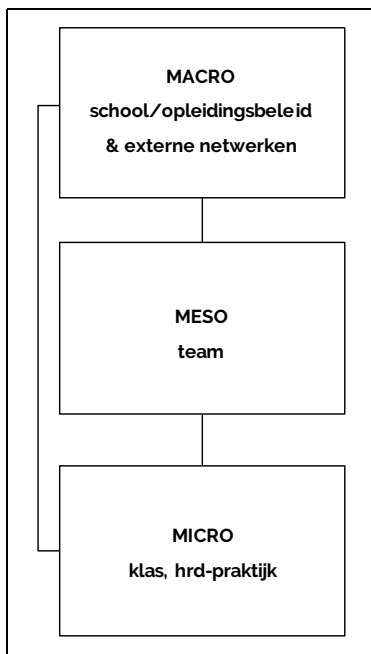 MACRO
school/opleidingsbeleid
& externe netwerken
MESO
team
MICRO
klas, hrd-praktijk